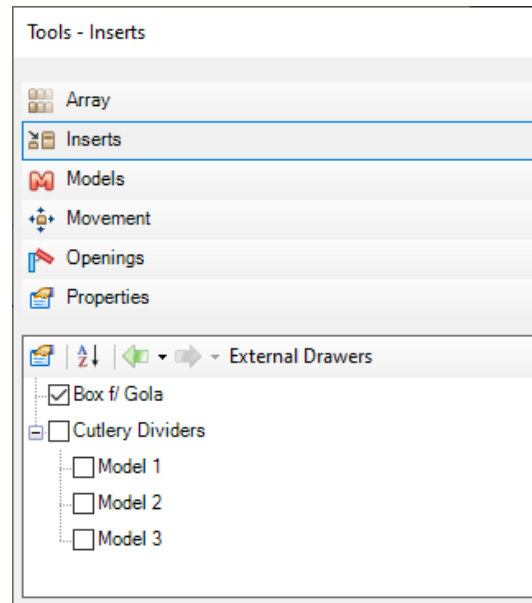 Tools - Inserts
Array
Inserts
Models
Movement
Openings
Properties
External Drawers
Box f/ Gola
Cutlery Dividers
Model 1
Model 2
Model 3